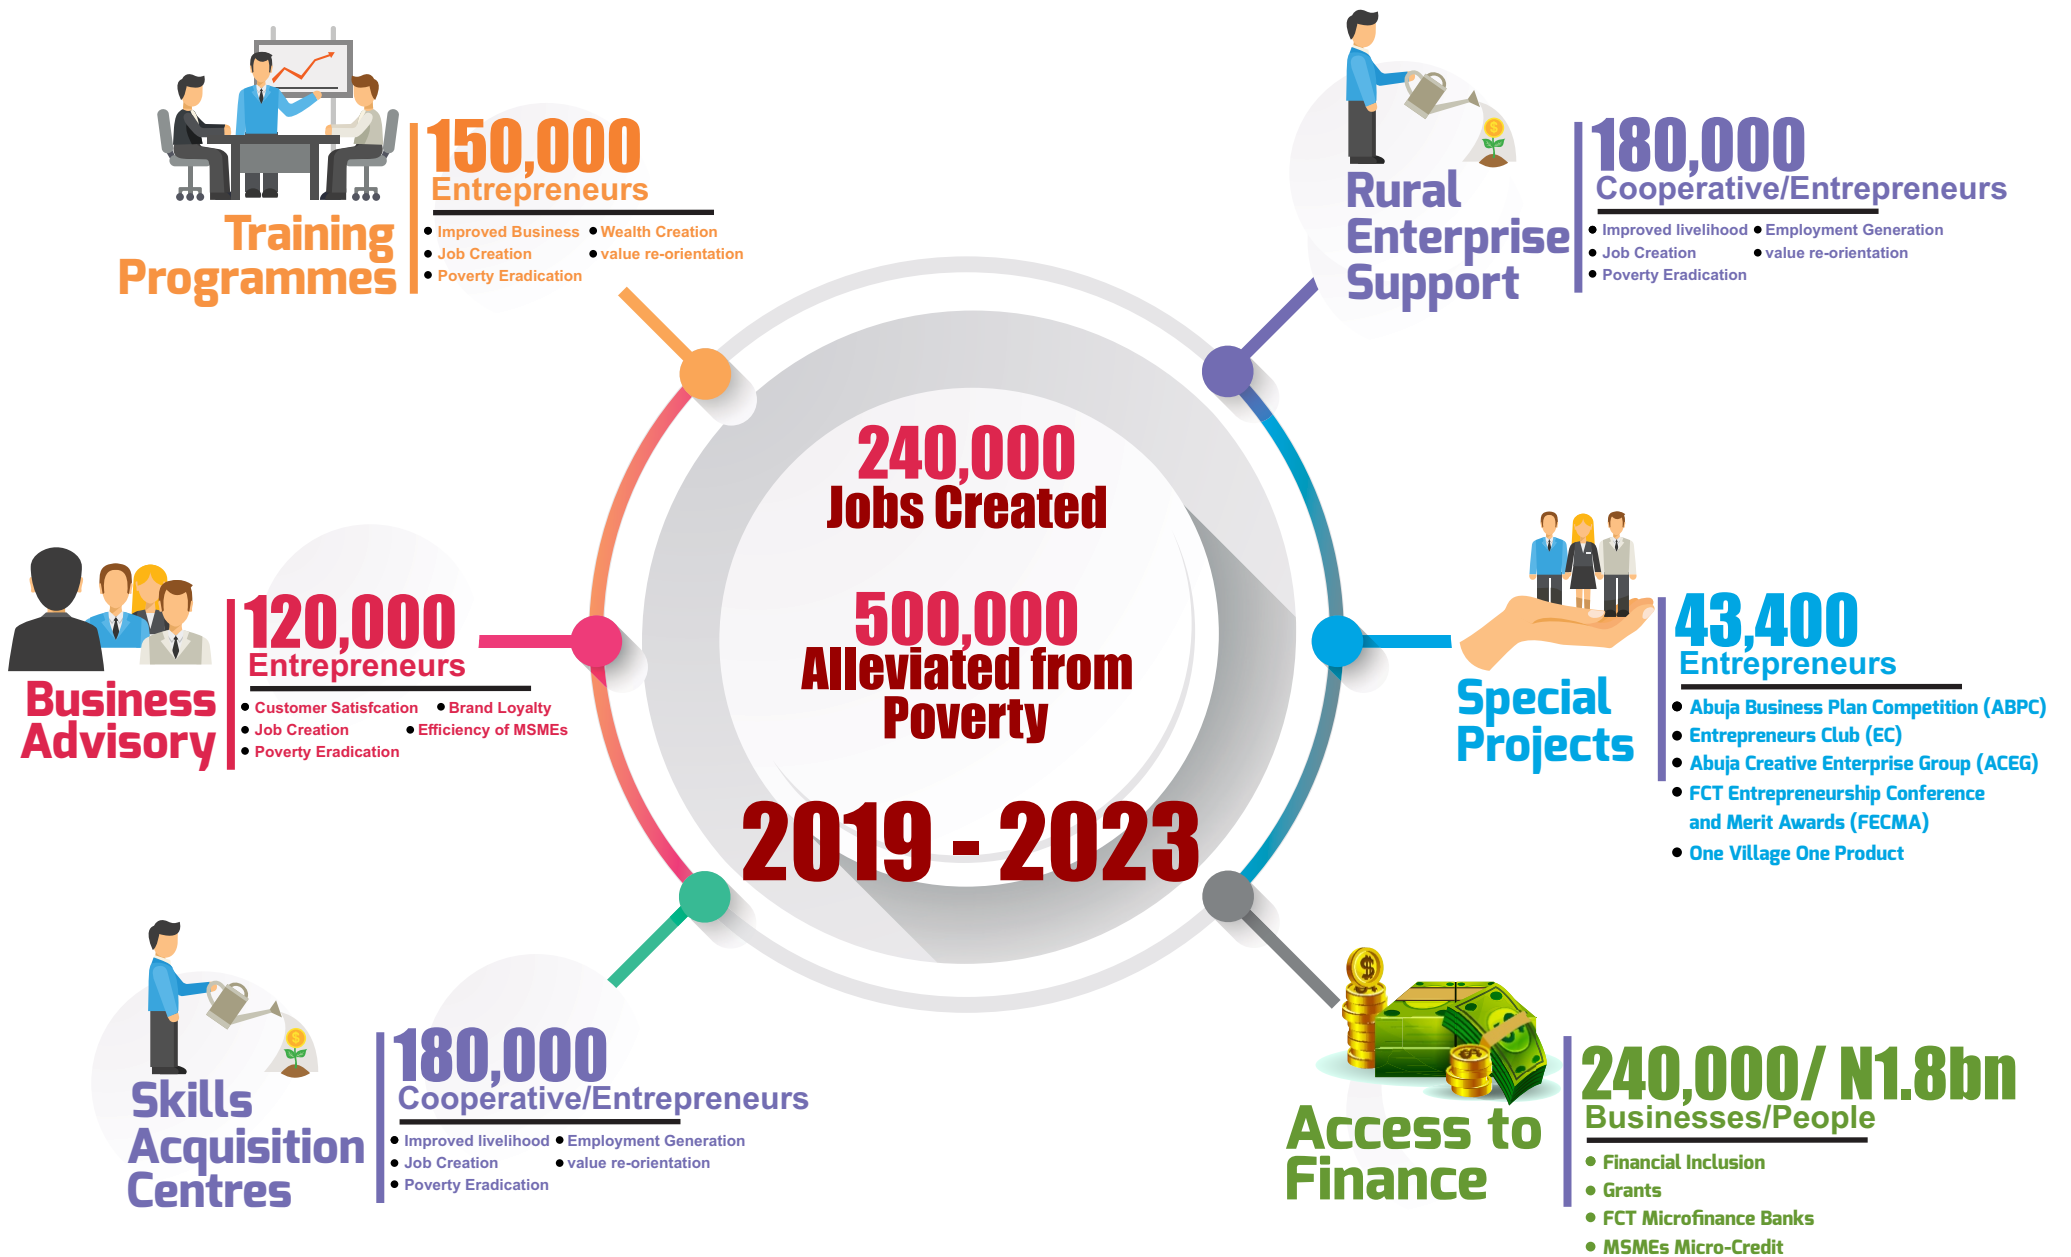 150,000
Entrepreneurs
Training
Programmes
● Improved Business ● Wealth Creation
● Job Creation ● value re-orientation
● Poverty Eradication
180,000
Cooperative/Entrepreneurs
Rural
Enterprise
Support
● Improved livelihood ● Employment Generation
● Job Creation ● value re-orientation
● Poverty Eradication
240,000
Jobs Created
500,000
Alleviated from
Poverty
2019 - 2023
120,000
Entrepreneurs
Business
Advisory
● Customer Satisfcation ● Brand Loyalty
● Job Creation ● Efficiency of MSMEs
● Poverty Eradication
43,400
Entrepreneurs
Special
Projects
● Abuja Business Plan Competition (ABPC)
● Entrepreneurs Club (EC)
● Abuja Creative Enterprise Group (ACEG)
● FCT Entrepreneurship Conference
and Merit Awards (FECMA)
● One Village One Product
180,000
Cooperative/Entrepreneurs
Skills
Acquisition
Centres
● Improved livelihood ● Employment Generation
● Job Creation ● value re-orientation
● Poverty Eradication
240,000/ N1.8bn
Businesses/People
Access to
Finance
● Financial Inclusion
● Grants
● FCT Microfinance Banks
● MSMEs Micro-Credit